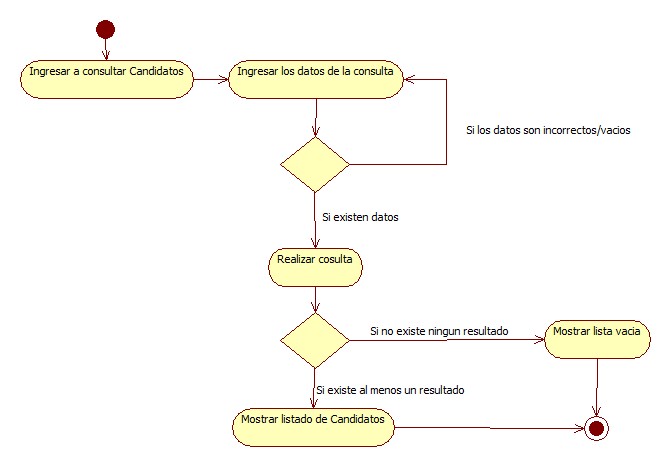 Ingresar a consultar Candidatos
Ingresar los datos de la consulta
Si los datos son incorrectos/vacios
Si existen datos
Realizar cosulta
Si no existe ningun resultado
Mostrar lista vacia
Si existe al menos un resultado
Mostrar listado de Candidatos